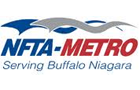 NFTA-METRO
Serving Buffalo Niagara